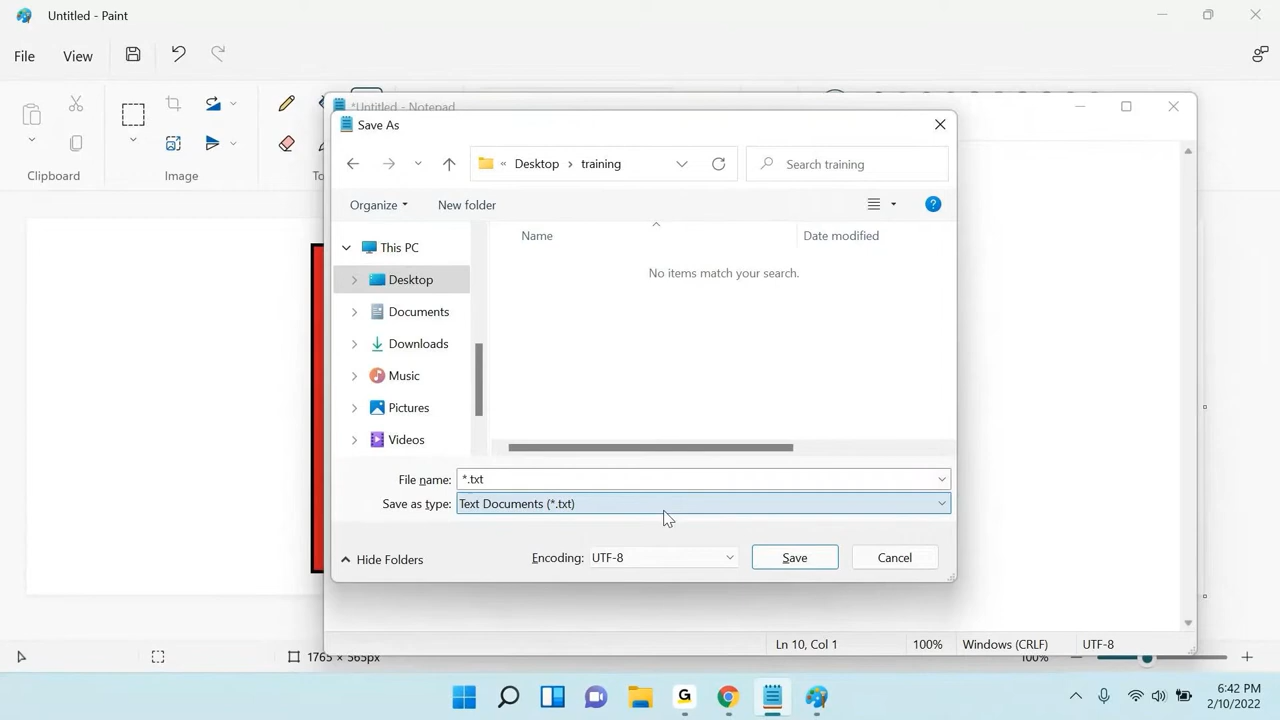 Untitled - Paint
File
View
*Untitled - Notepad
Save As
Clipboard
Image
To
« Desktop > training
Search training
Organize
New folder
This PC
Desktop
Documents
Downloads
Music
Pictures
Videos
Name
Date modified
No items match your search.
File name: *.txt
Save as type: Text Documents (*.txt)
Hide Folders
Encoding: UTF-8
Save
Cancel
Ln 10, Col 1
100%
Windows (CRLF)
UTF-8
1765 × 565px
100%
G
6:42 PM
2/10/2022